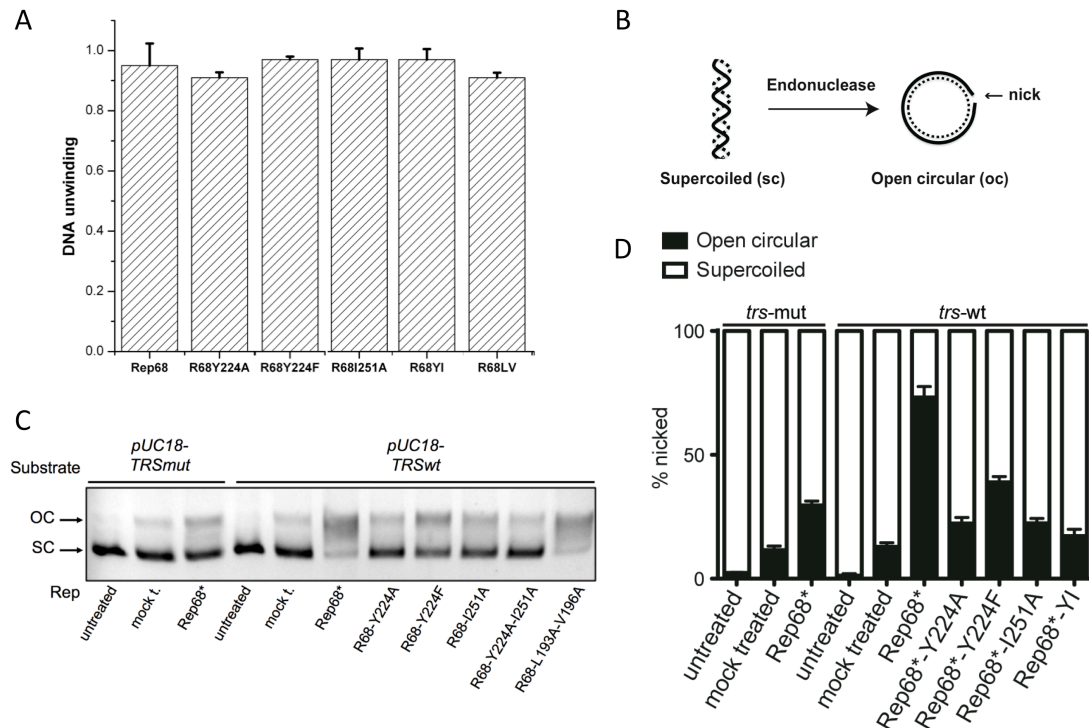 A
DNA unwinding
1.0
0.8
0.6
0.4
0.2
0.0
Rep68 R68Y224A R68Y224F R68I251A R68YI R68LV
B
Endonuclease
← nick
Supercoiled (sc) Open circular (oc)
C
pUC18-
TRSmut
pUC18-
TRSwt
Substrate
OC
SC
Rep
untreated
mock t.
Rep68*
untreated
mock t.
Rep68*
R68-Y224A
R68-Y224F
R68-I251A
R68-Y224A-I251A
R68-L193A-V196A
D
Open circular
Supercoiled
trs-mut trs-wt
% nicked
100
50
0
untreated
mock treated
Rep68*
untreated
mock treated
Rep68*
Rep68*-Y224A
Rep68*-Y224F
Rep68*-I251A
Rep68*-YI